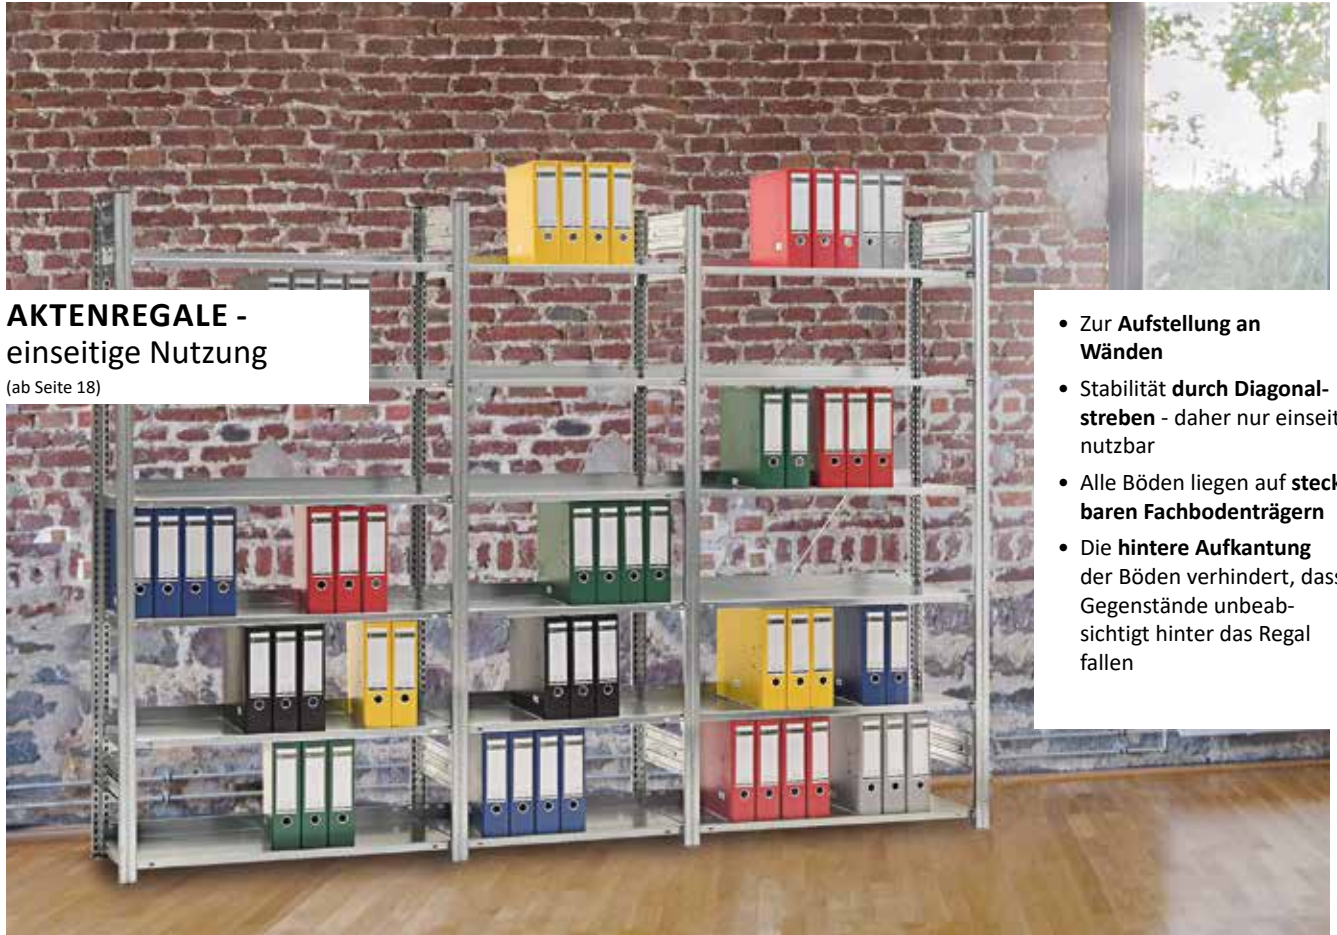 AKTENREGALE -
einseitige Nutzung
(ab Seite 18)
• Zur Aufstellung an
Wänden
• Stabilität durch Diagonal-
streben - daher nur einseit
nutzbar
• Alle Böden liegen auf steck
baren Fachbodenträgern
• Die hintere Aufkantung
der Böden verhindert, dass
Gegenstände unbeab-
sichtigt hinter das Regal
fallen